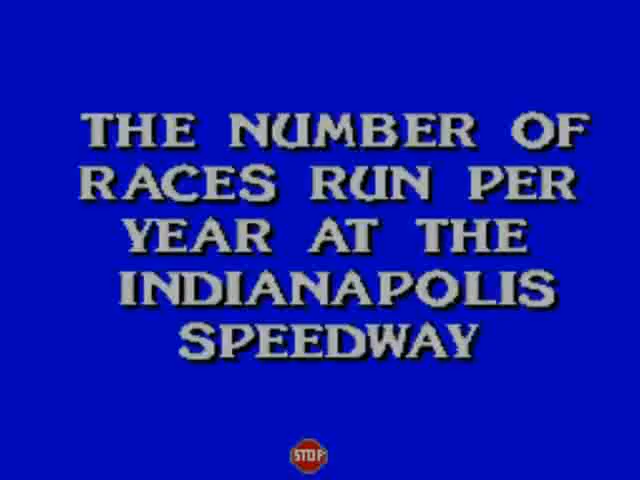 THE NUMBER OF
RACES RUN PER
YEAR AT THE
INDIANAPOLIS
SPEEDWAY
STOP